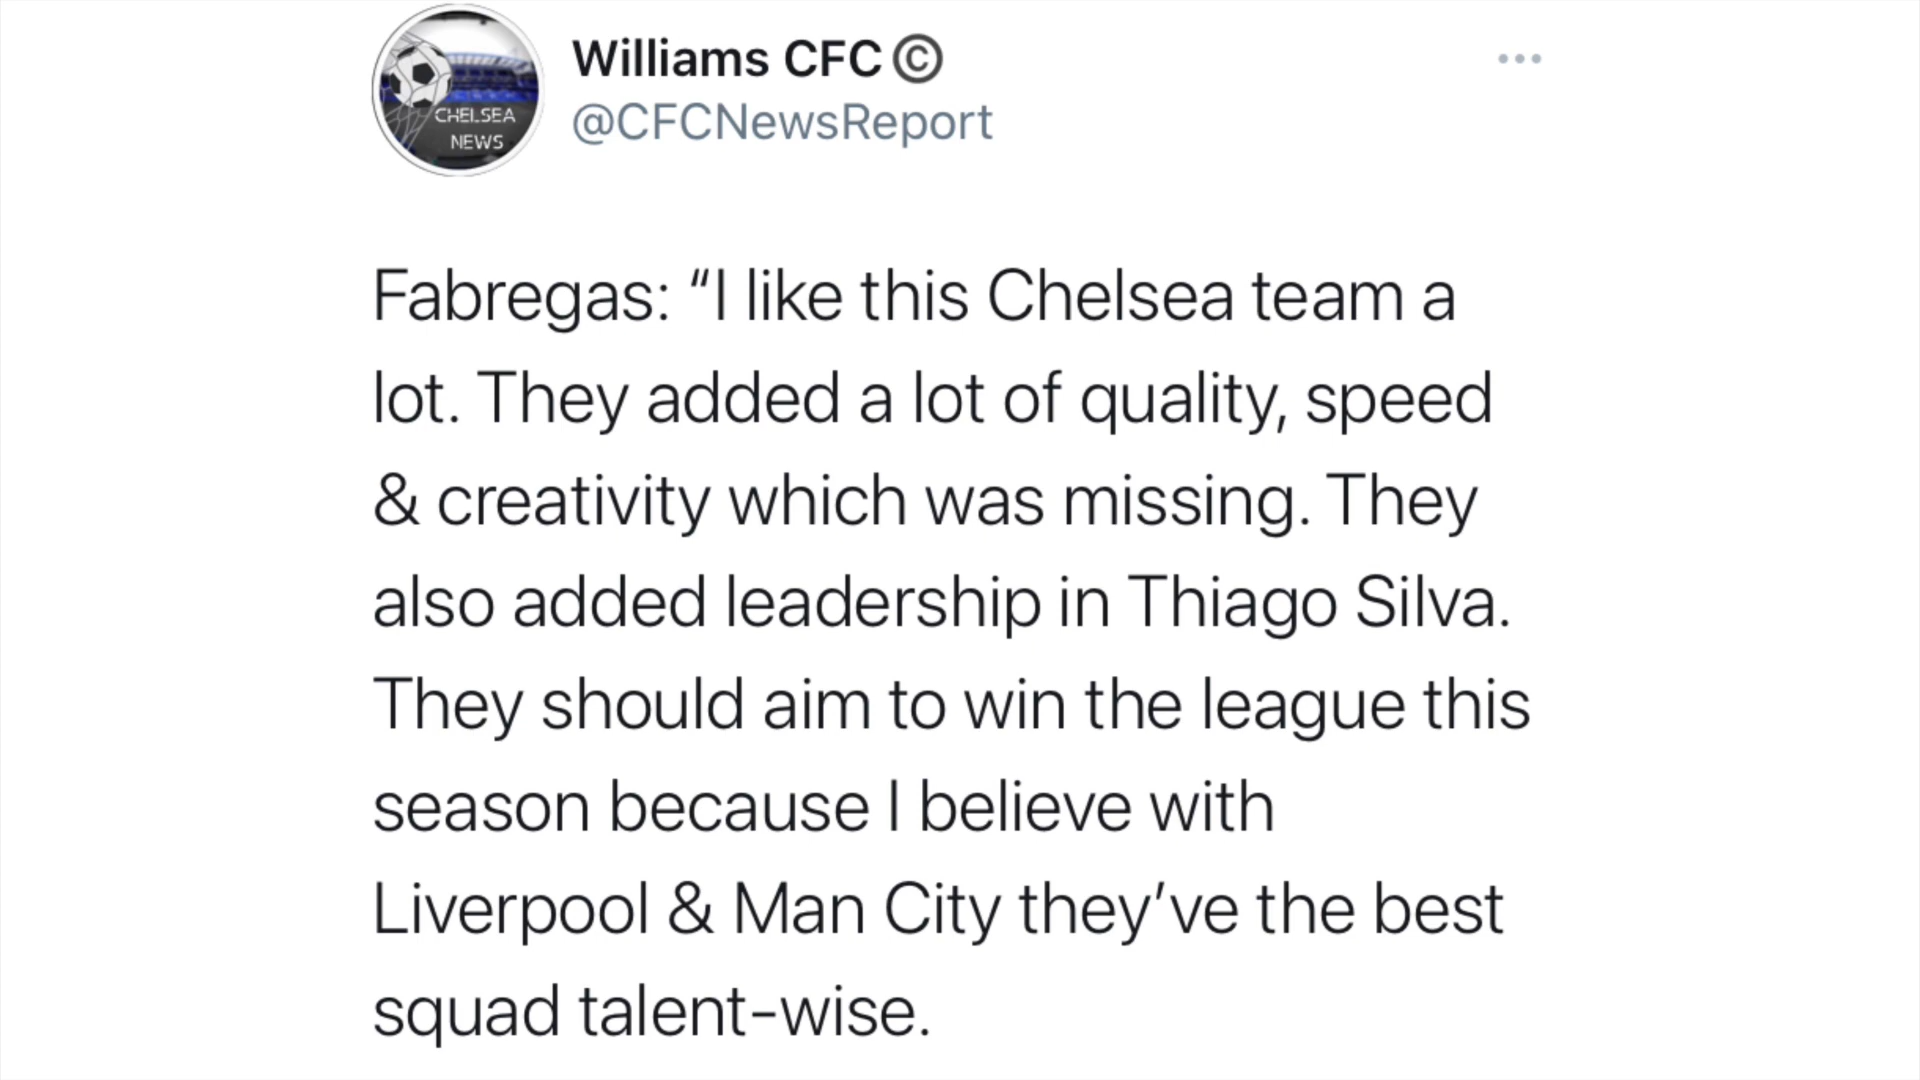 Williams CFC ©
@CFCNewsReport
CHELSEA
NEWS
Fabregas: “I like this Chelsea team a
lot. They added a lot of quality, speed
& creativity which was missing. They
also added leadership in Thiago Silva.
They should aim to win the league this
season because I believe with
Liverpool & Man City they’ve the best
squad talent-wise.